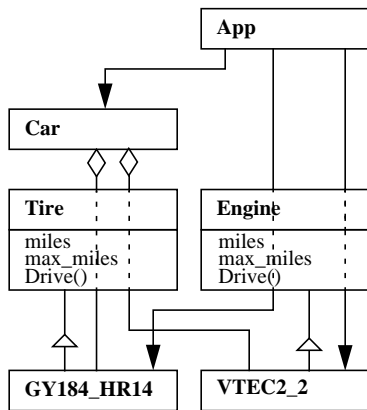 App
Car
Tire
miles
max_miles
Drive()
Engine
miles
max_miles
Drive()
GY184_HR14
VTEC2_2